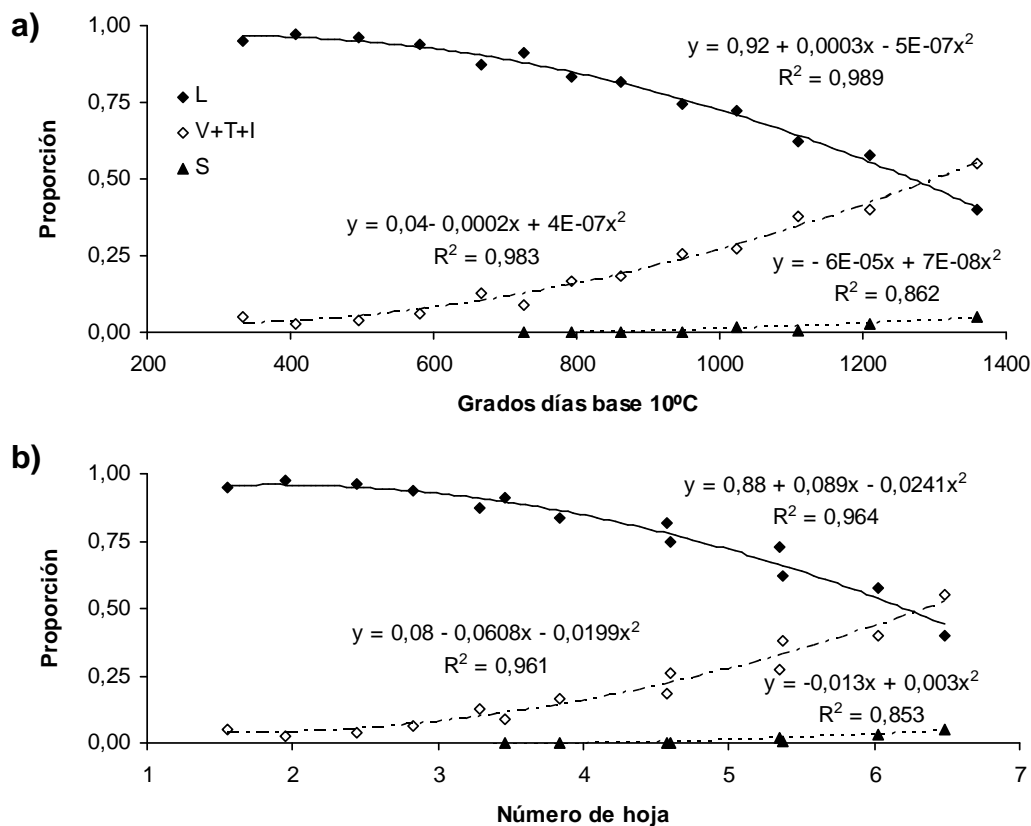 a)
1,00
0,75
0,50
0,25
0,00
Proporción
L
V+T+I
S
y = 0,92 + 0,0003x - 5E-07x²
R² = 0,989
y = 0,04- 0,0002x + 4E-07x²
R² = 0,983
y = - 6E-05x + 7E-08x²
R² = 0,862
200 400 600 800 1000 1200 1400
Grados días base 10ºC
b)
1,00
0,75
0,50
0,25
0,00
Proporción
y = 0,88 + 0,089x - 0,0241x²
R² = 0,964
y = 0,08 - 0,0608x - 0,0199x²
R² = 0,961
y = -0,013x + 0,003x²
R² = 0,853
1 2 3 4 5 6 7
Número de hoja